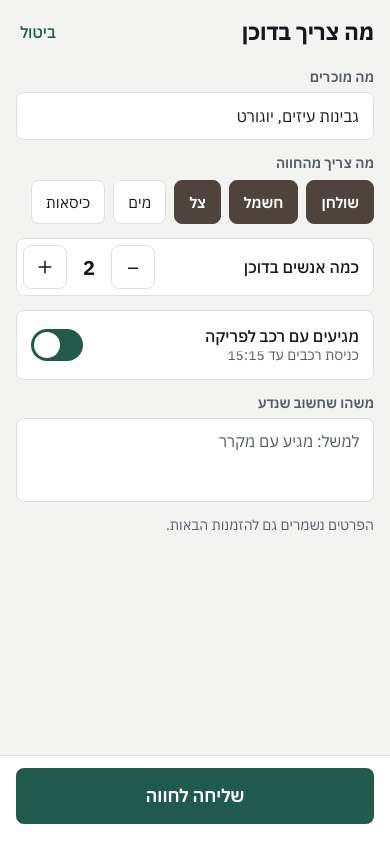 מה צריך בדוכן
ביטול
מה מוכרים
גבינות עיזים, יוגורט
מה צריך מהחווה
שולחן
חשמל
צל
מים
כיסאות
כמה אנשים בדוכן
− 2 +
מגיעים עם רכב לפריקה
כניסת רכבים עד 15:15
משהו שחשוב שנדע
למשל: מגיע עם מקרר
הפרטים נשמרים גם להזמנות הבאות.
שליחה לחווה